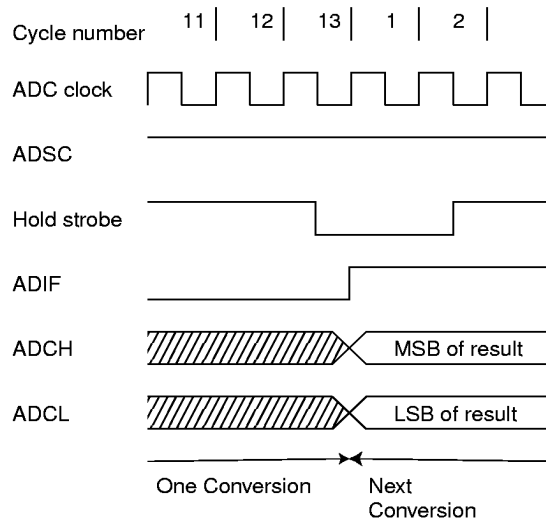 Cycle number 11 12 13 1 2
ADC clock
ADSC
Hold strobe
ADIF
ADCH MSB of result
ADCL LSB of result
One Conversion Next
Conversion